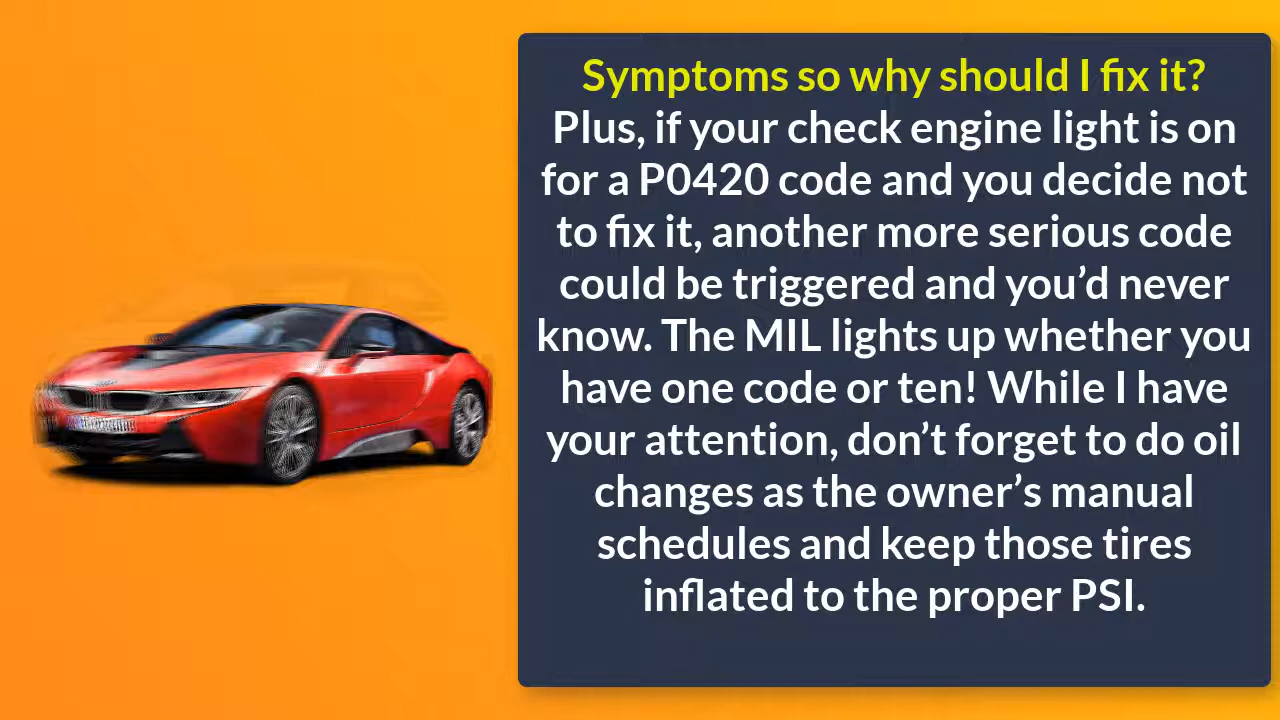 Symptoms so why should I fix it?
Plus, if your check engine light is on
for a P0420 code and you decide not
to fix it, another more serious code
could be triggered and you’d never
know. The MIL lights up whether you
have one code or ten! While I have
your attention, don’t forget to do oil
changes as the owner’s manual
schedules and keep those tires
inflated to the proper PSI.